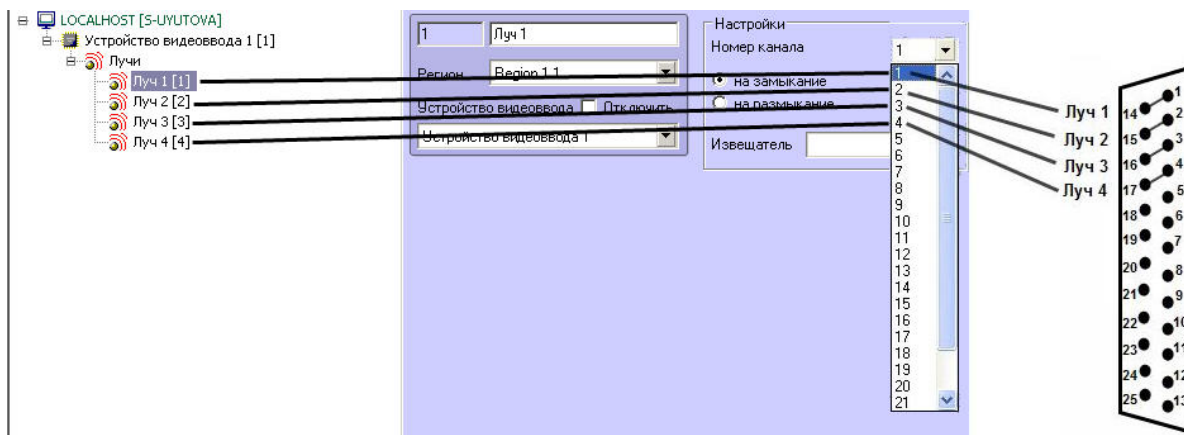 LOCALHOST [S-UYUTOVA]
Устройство видеоввода 1 [1]
Лучи
Луч 1 [1]
Луч 2 [2]
Луч 3 [3]
Луч 4 [4]
1
Луч 1
Регион
Region 1.1
Устройство видеоввода
Отключить
Устройство видеоввода 1
Настройки
Номер канала
1
на замыкание
на размыкание
Извещатель
1
2
3
4
5
6
7
8
9
10
11
12
13
14
15
16
17
18
19
20
21
Луч 1
Луч 2
Луч 3
Луч 4
1
14
2
15
3
16
4
17
5
18
6
19
7
20
8
21
9
22
10
23
11
24
12
25
13